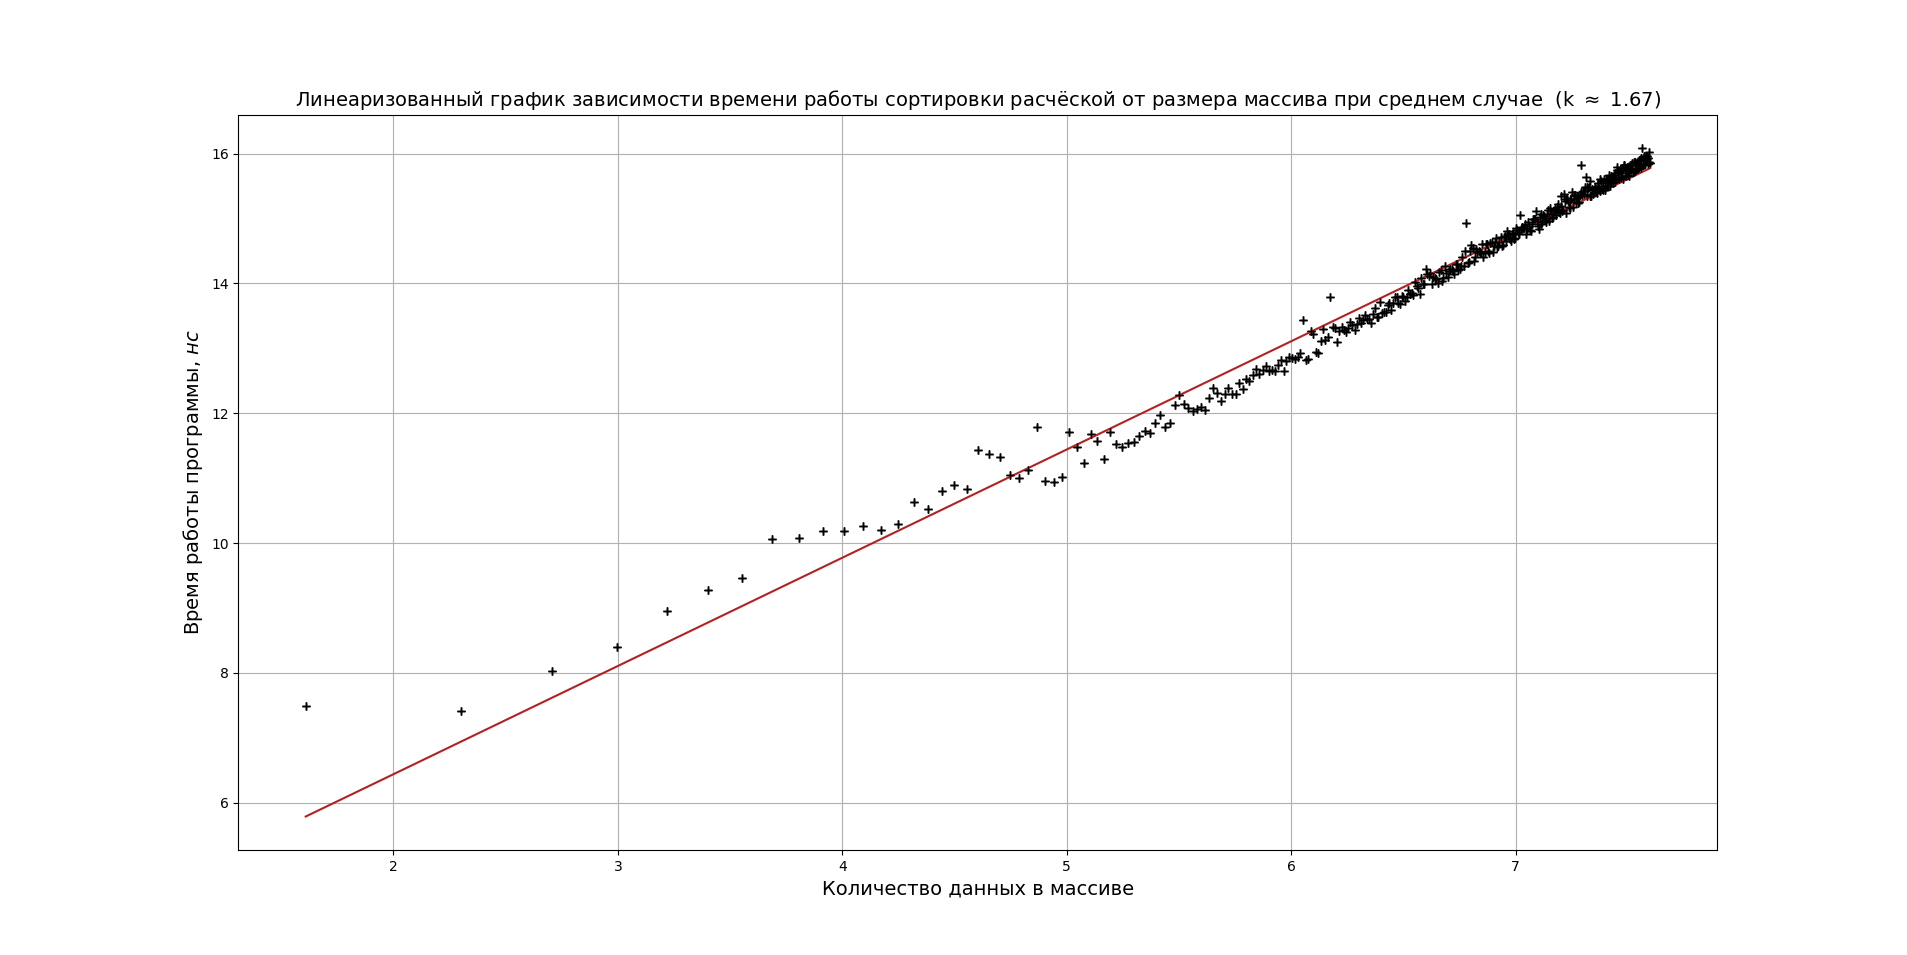 Линеаризованный график зависимости времени работы сортировки расчёской от размера массива при среднем случае (k ≈ 1.67)
Время работы программы, нс
16
14
12
10
8
6
2 3 4 5 6 7
Количество данных в массиве